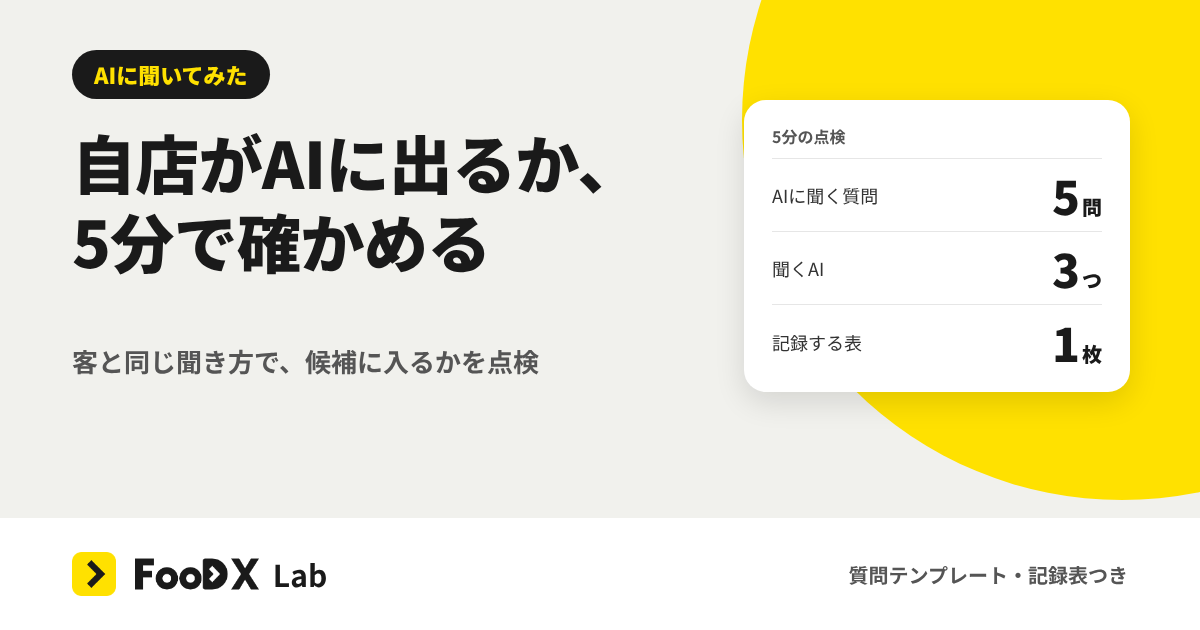 AIに聞いてみた
自店がAIに出るか、
5分で確かめる
客と同じ聞き方で、候補に入るかを点検
5分の点検
AIに聞く質問 5問
聞くAI 3つ
記録する表 1枚
FooDX Lab
質問テンプレート・記録表つき